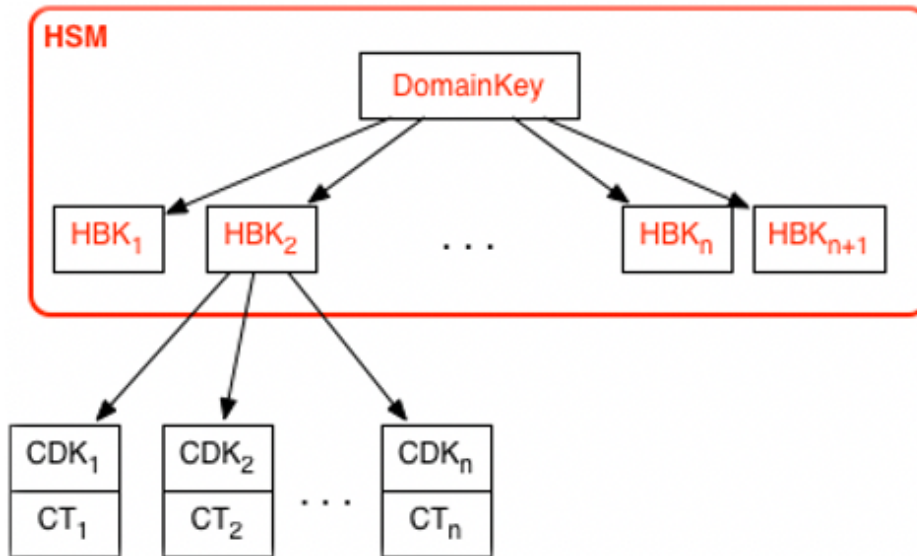 HSM
DomainKey
HBK₁ HBK₂ . . . HBKₙ HBKₙ₊₁
CDK₁ CDK₂ CDKₙ
. . .
CT₁ CT₂ CTₙ